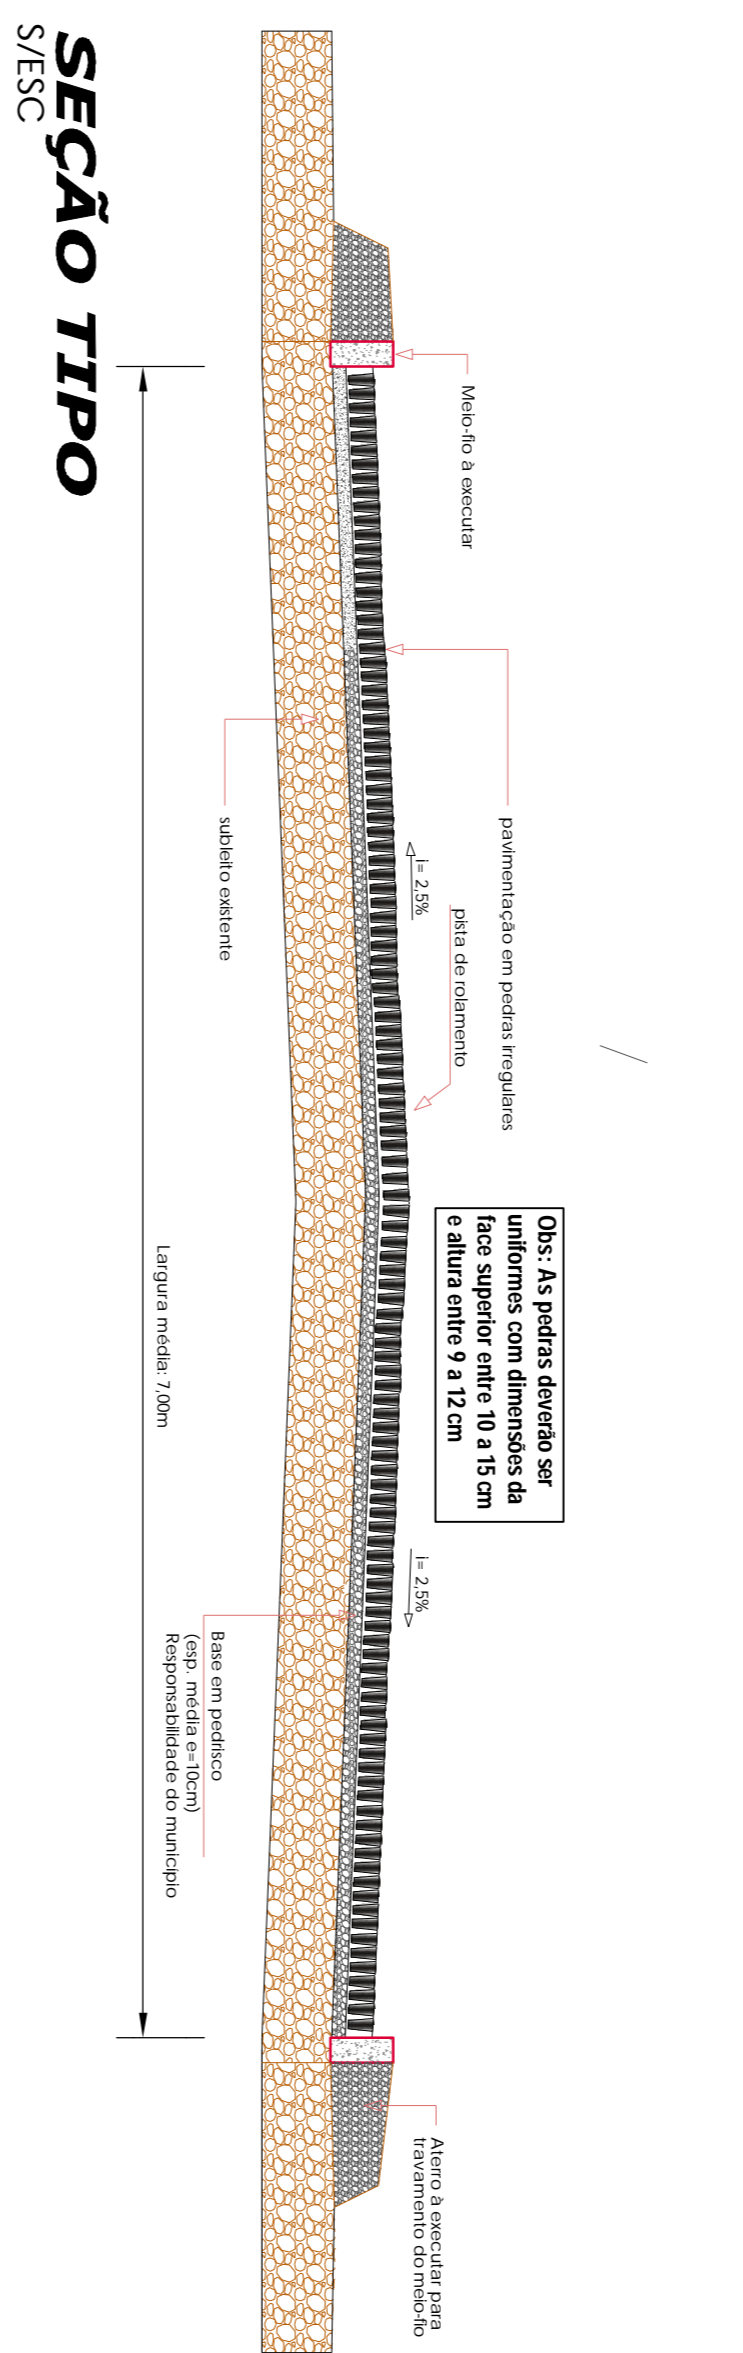 Obs: As pedras deverão ser
uniformes com dimensões da
face superior entre 10 a 15 cm
e altura entre 9 a 12 cm
pavimentação em pedras irregulares
Meio-fio à executar
pista de rolamento
i= 2,5%
i= 2,5%
Aterro à executar para
travamento do meio-fio
subleito existente
Base em pedrisco
(esp. média e=10cm)
Responsabilidade do município
Largura média: 7,00m
SEÇÃO TIPO
S/ESC